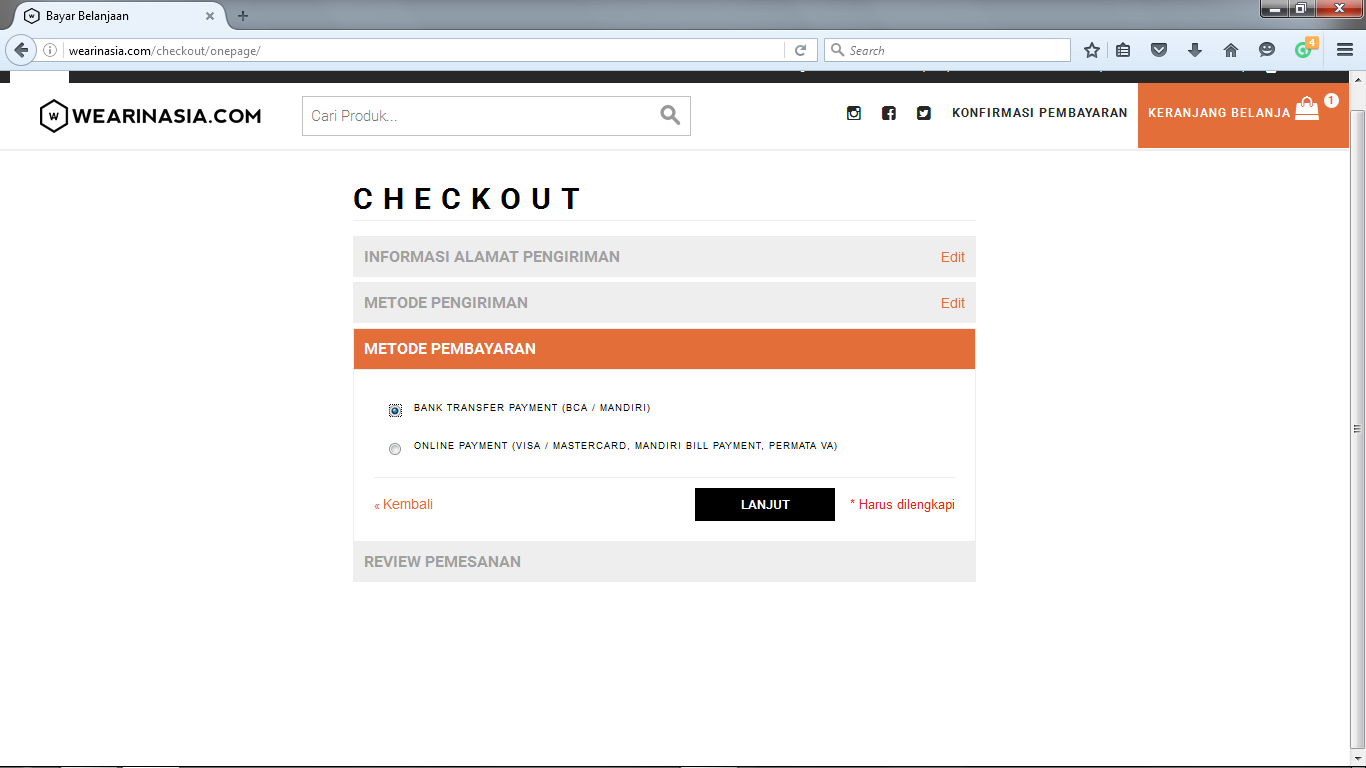 Bayar Belanjaan
wearinasia.com/checkout/onepage/
Search
4
WEARINASIA.COM
Cari Produk...
KONFIRMASI PEMBAYARAN
KERANJANG BELANJA
1
CHECKOUT
INFORMASI ALAMAT PENGIRIMAN
Edit
METODE PENGIRIMAN
Edit
METODE PEMBAYARAN
BANK TRANSFER PAYMENT (BCA / MANDIRI)
ONLINE PAYMENT (VISA / MASTERCARD, MANDIRI BILL PAYMENT, PERMATA VA)
« Kembali
LANJUT
* Harus dilengkapi
REVIEW PEMESANAN